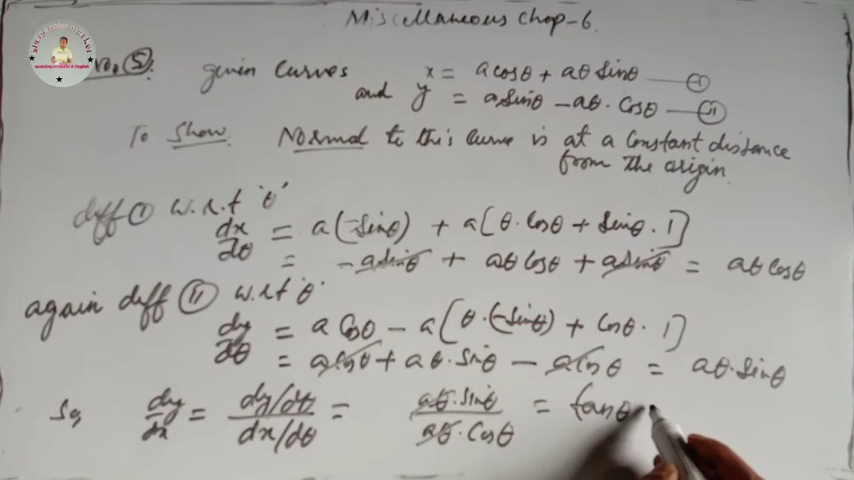 Miscellaneous Chop-6.
no. (5): given Curves x = a cosθ + aθ Sinθ — (i)
and y = a Sinθ - aθ. Cosθ — (ii)
To Show. Normal to this Curve is at a Constant distance
from The origin.
diff (i) w.r.t 'θ'
dx/dθ = a(-Sinθ) + a[θ. Cosθ + Sinθ. 1]
= -a Sinθ + aθ Cosθ + a Sinθ = aθ Cosθ
again diff (ii) w.r.t 'θ'.
dy/dθ = a Cosθ - a[θ.(-Sinθ) + Cosθ. 1]
= a Cosθ + aθ. Sinθ - a Cosθ = aθ. Sinθ
So, dy/dx = (dy/dθ)/(dx/dθ) = (aθ. Sinθ)/(aθ. Cosθ) = tanθ